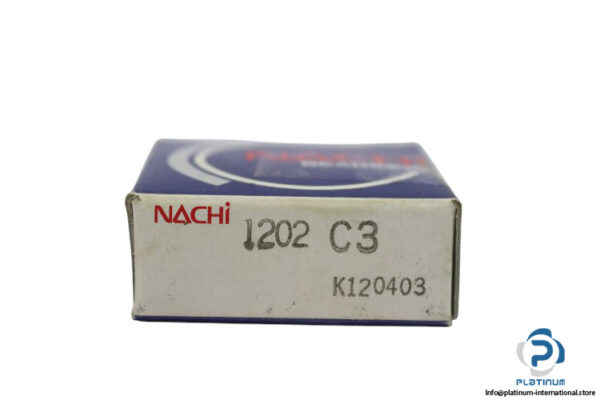 NACHi
1202 C3
K120403
PLATINUM
info@platinum-international.store